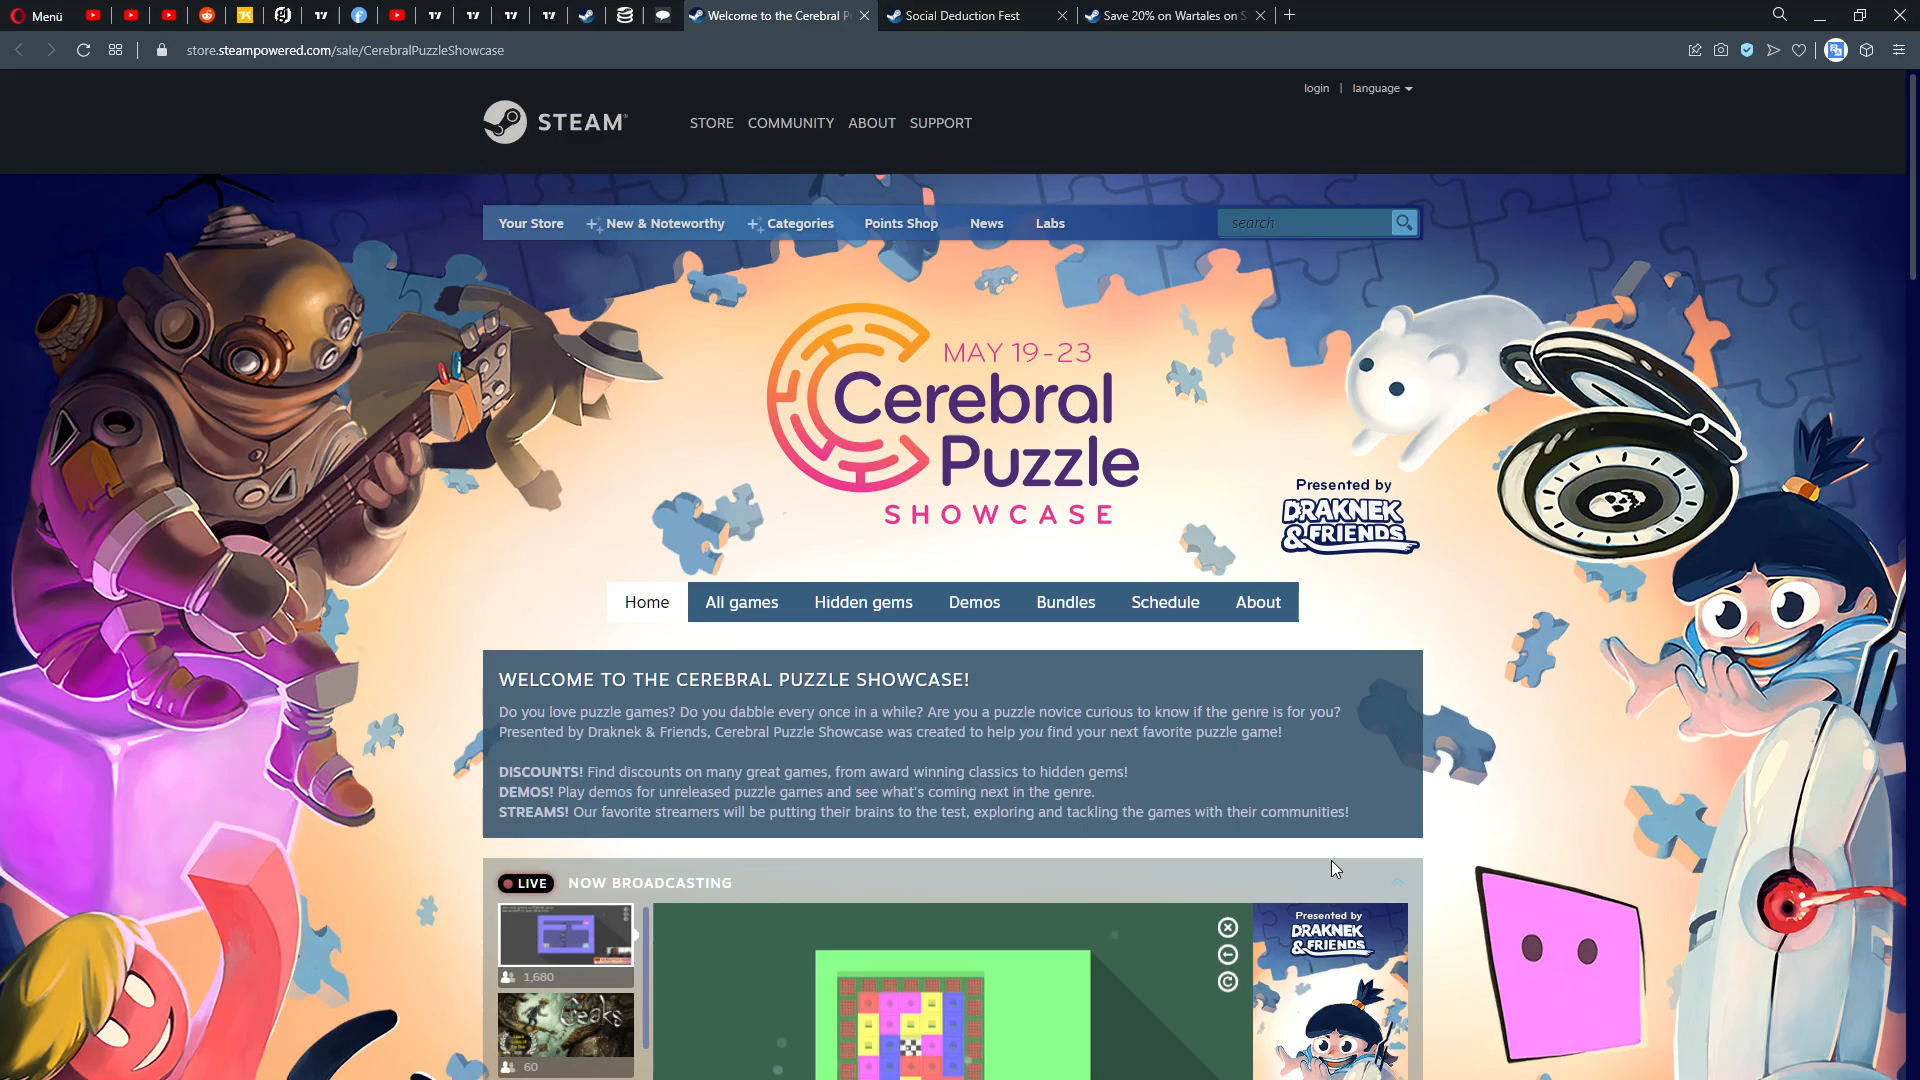 Menü
Welcome to the Cerebral P
Social Deduction Fest
Save 20% on Wartales on S
store.steampowered.com/sale/CerebralPuzzleShowcase
login | language
STEAM
STORE COMMUNITY ABOUT SUPPORT
Your Store New & Noteworthy Categories Points Shop News Labs search
MAY 19-23
Cerebral
Puzzle
SHOWCASE
Presented by
DRAKNEK
& FRIENDS
Home All games Hidden gems Demos Bundles Schedule About
WELCOME TO THE CEREBRAL PUZZLE SHOWCASE!
Do you love puzzle games? Do you dabble every once in a while? Are you a puzzle novice curious to know if the genre is for you?
Presented by Draknek & Friends, Cerebral Puzzle Showcase was created to help you find your next favorite puzzle game!
DISCOUNTS! Find discounts on many great games, from award winning classics to hidden gems!
DEMOS! Play demos for unreleased puzzle games and see what's coming next in the genre.
STREAMS! Our favorite streamers will be putting their brains to the test, exploring and tackling the games with their communities!
LIVE NOW BROADCASTING
1,680
Creaks
60
Presented by
DRAKNEK
& FRIENDS